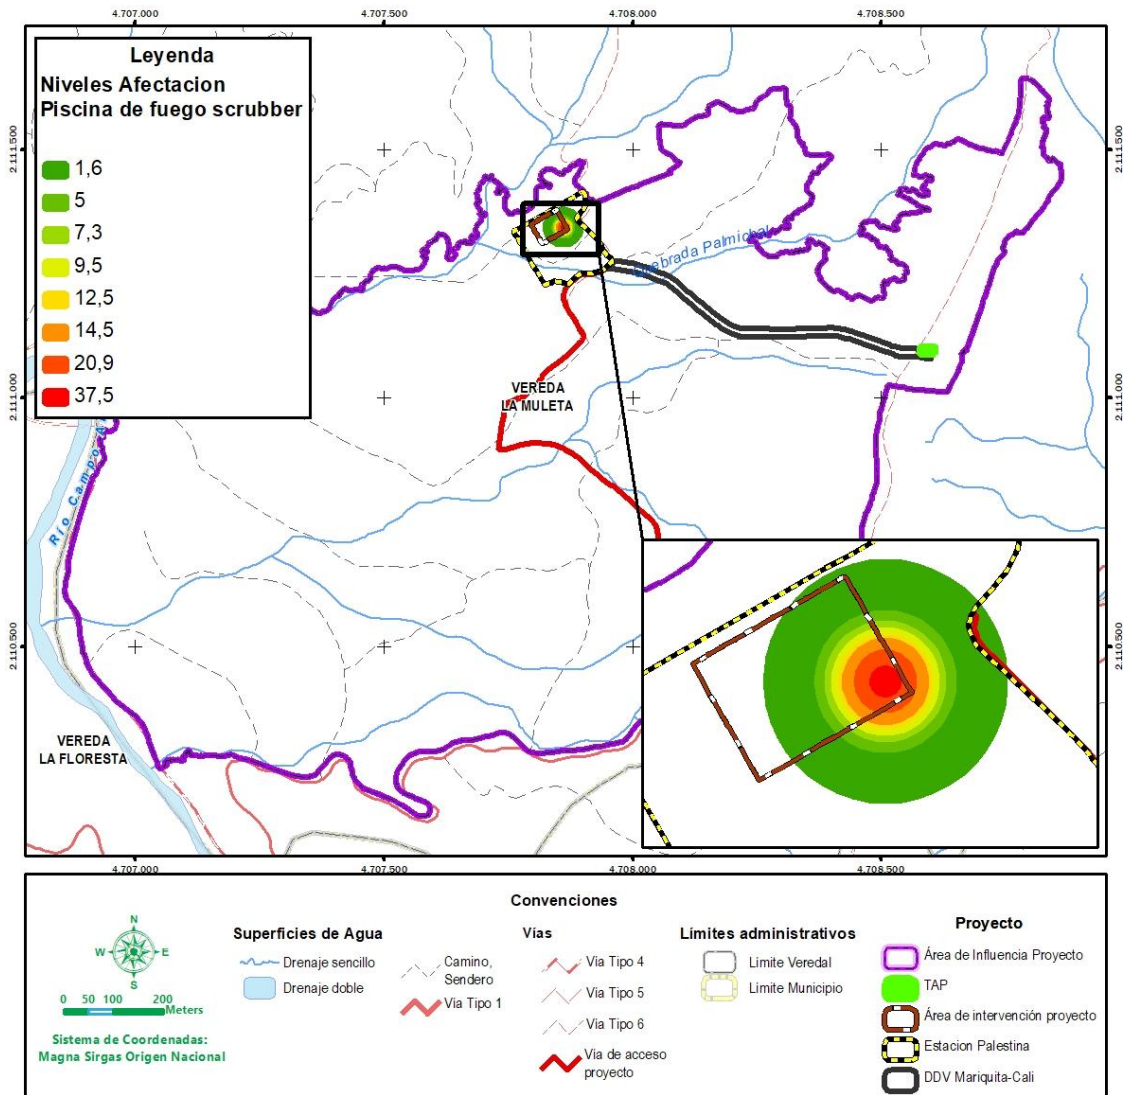 4.707.000
4.707.500
4.708.000
4.708.500
Leyenda
Niveles Afectacion
Piscina de fuego scrubber
1,6
5
7,3
9,5
12,5
14,5
20,9
37,5
2.111.500
2.111.500
Quebrada Palmichal
2.111.000
2.111.000
VEREDA
LA MULETA
Río Campo A
2.110.500
2.110.500
VEREDA
LA FLORESTA
4.707.000
4.707.500
4.708.000
4.708.500
Convenciones
N
W
E
S
0 50 100 200
Meters
Sistema de Coordenadas:
Magna Sirgas Origen Nacional
Superficies de Agua
Drenaje sencillo
Drenaje doble
Vías
Camino,
Sendero
Via Tipo 1
Via Tipo 4
Via Tipo 5
Via Tipo 6
Via de acceso
proyecto
Límites administrativos
Limite Veredal
Limite Municipio
Proyecto
Área de Influencia Proyecto
TAP
Área de intervención proyecto
Estacion Palestina
DDV Mariquita-Cali